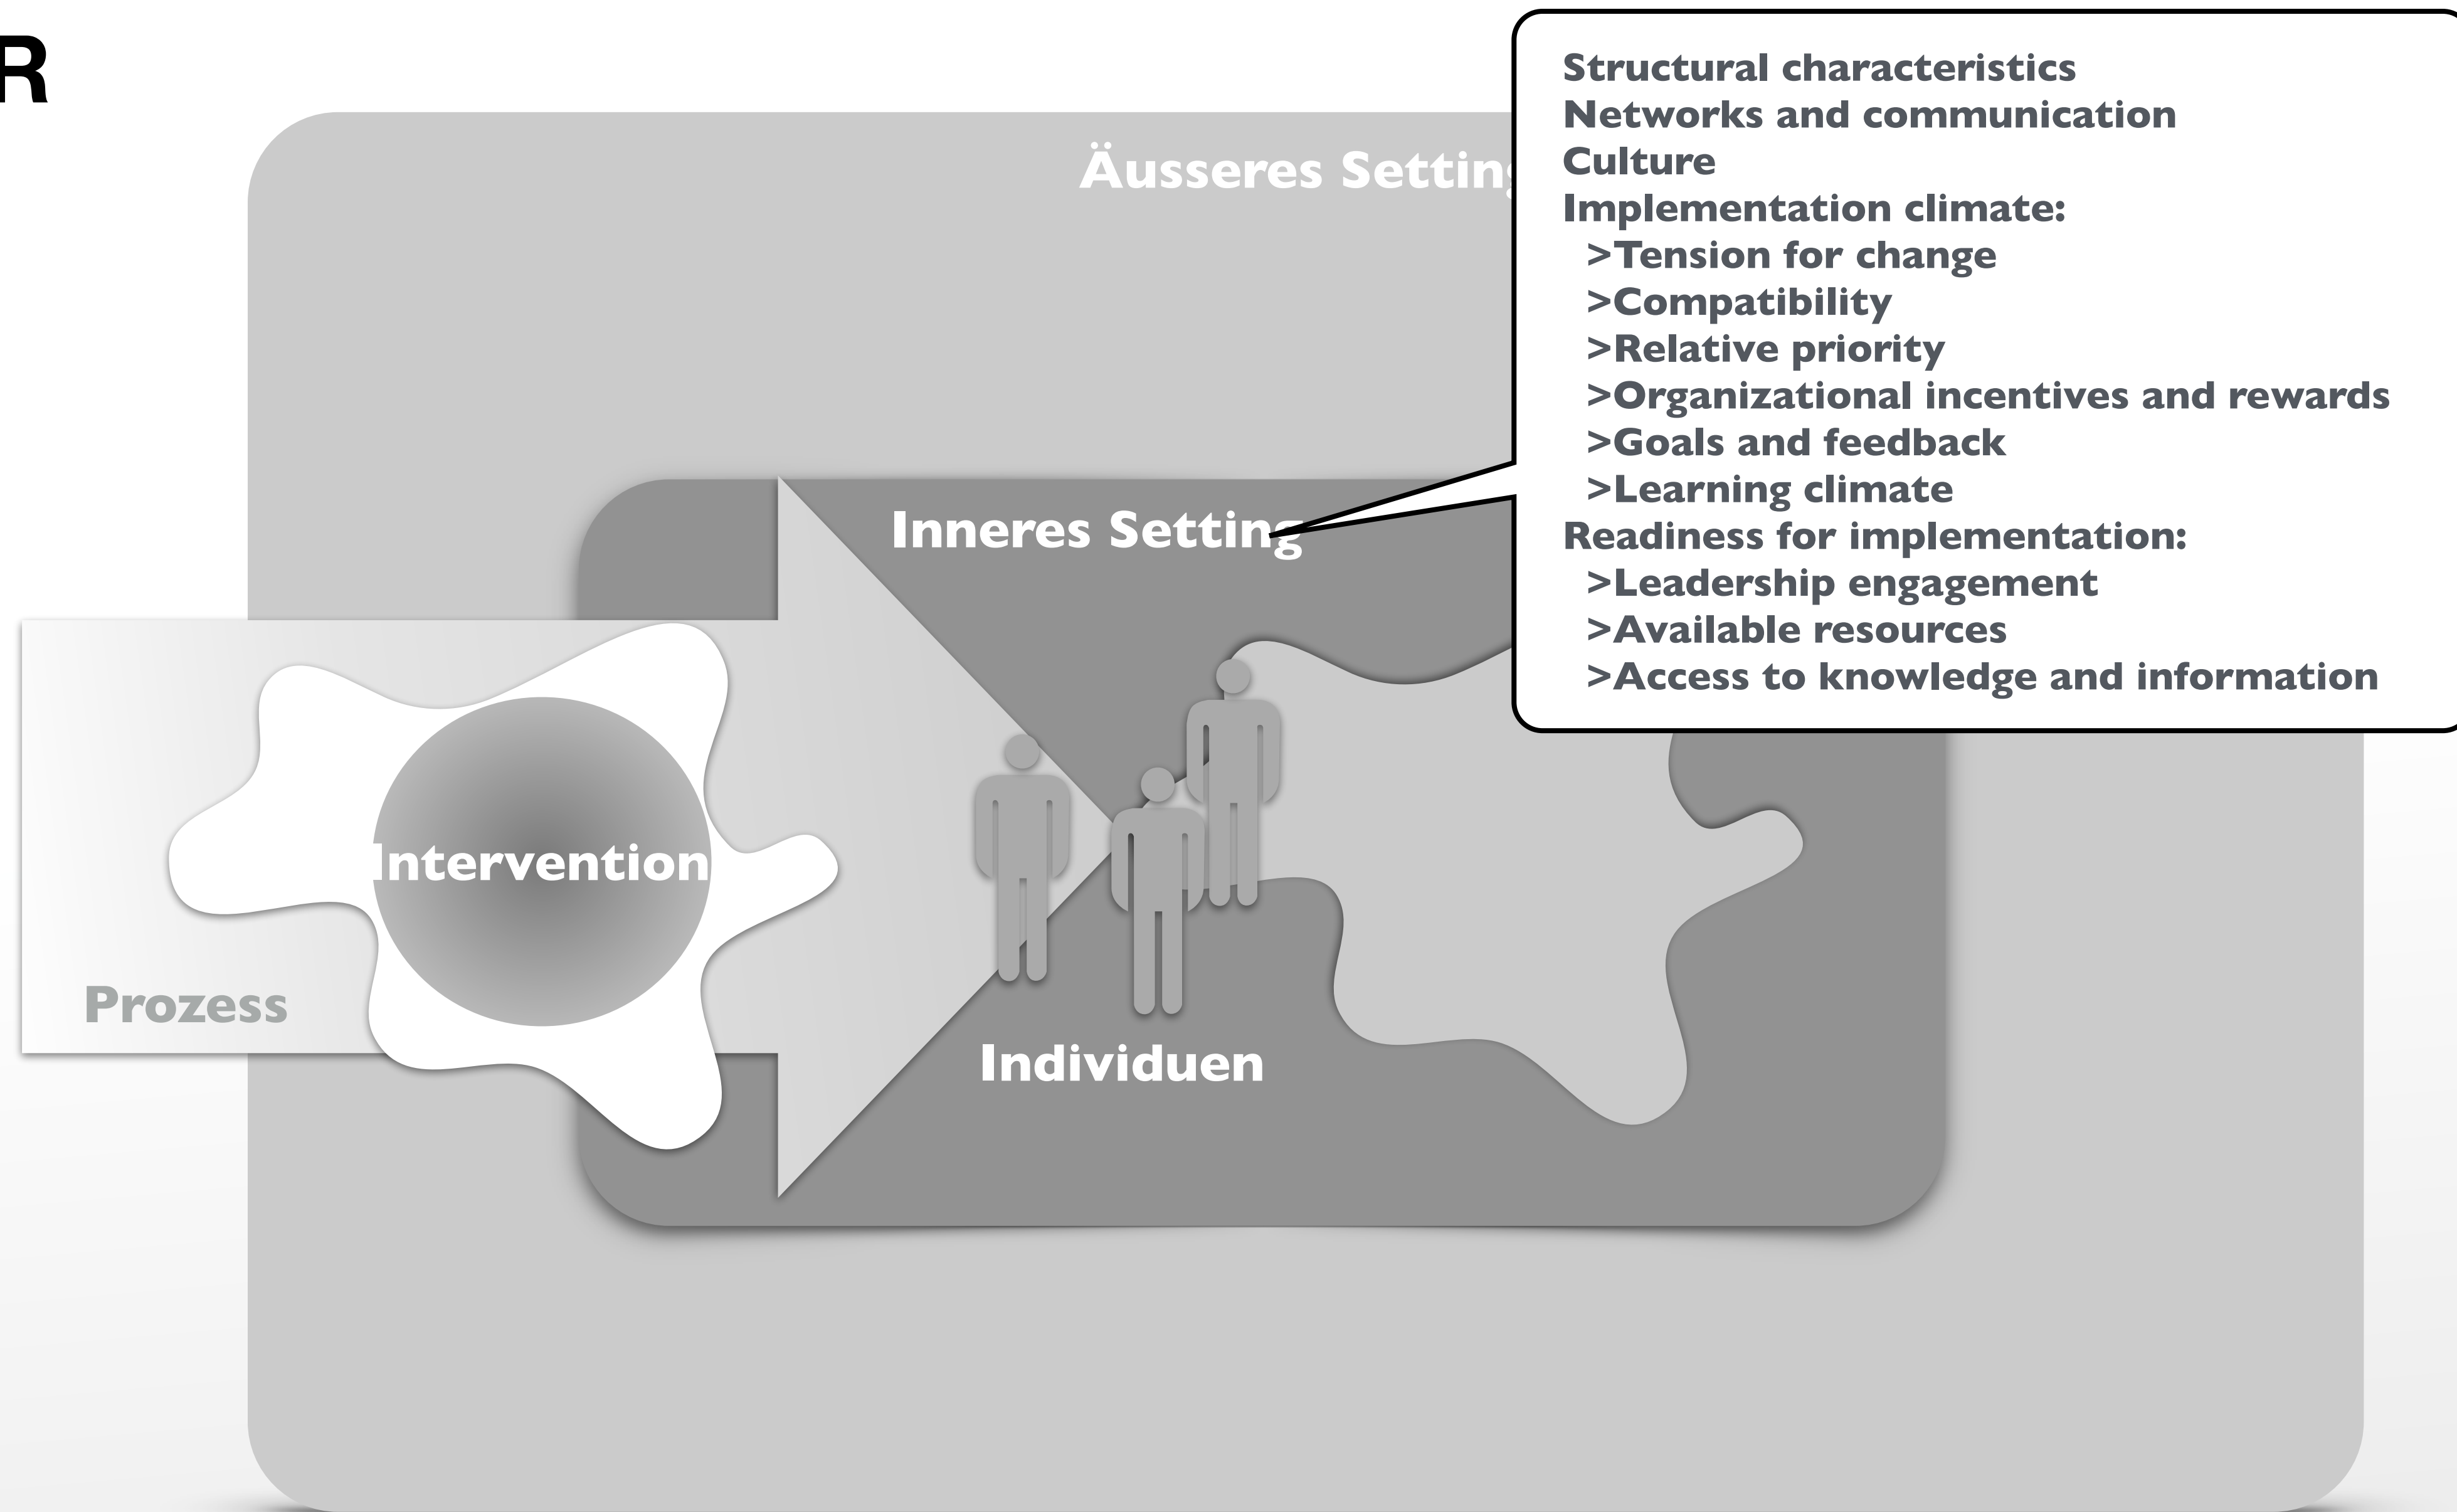 R
Äusseres Setting
Structural characteristics
Networks and communication
Culture
Implementation climate:
>Tension for change
>Compatibility
>Relative priority
>Organizational incentives and rewards
>Goals and feedback
>Learning climate
Readiness for implementation:
>Leadership engagement
>Available resources
>Access to knowledge and information
Inneres Setting
Intervention
Prozess
Individuen